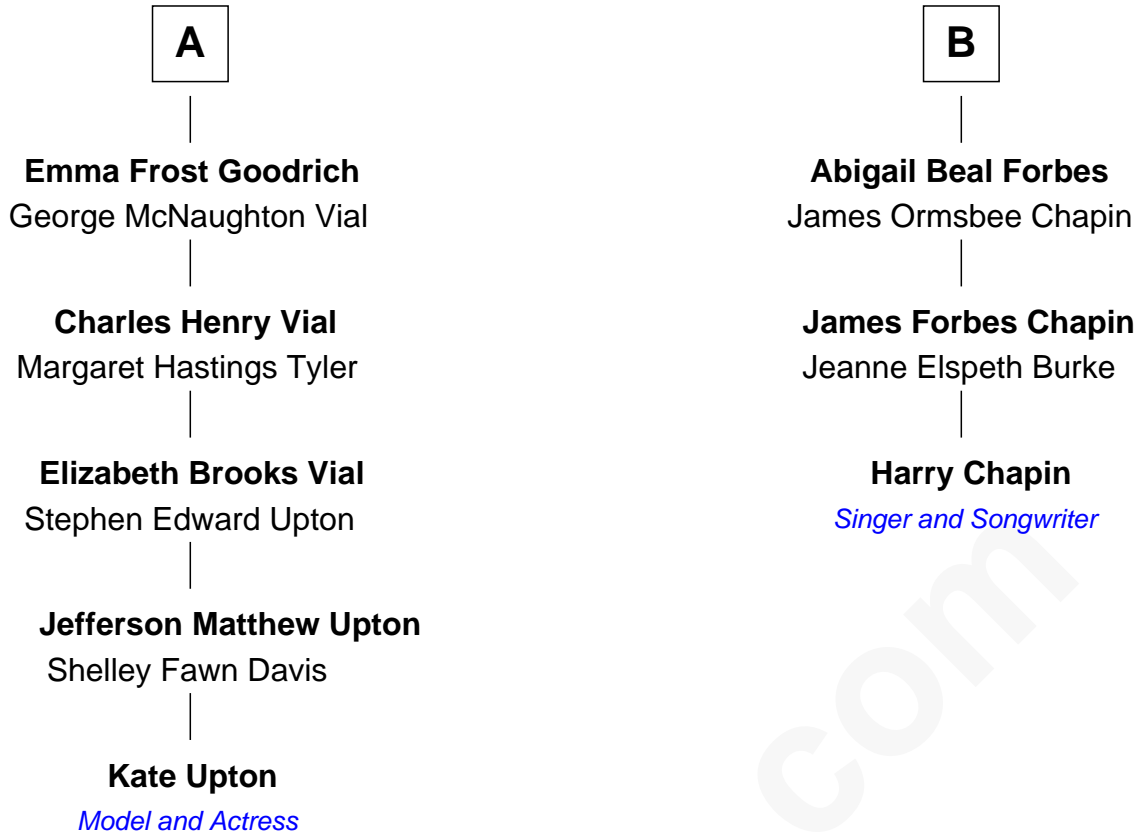 A
Emma Frost Goodrich
George McNaughton Vial
Charles Henry Vial
Margaret Hastings Tyler
Elizabeth Brooks Vial
Stephen Edward Upton
Jefferson Matthew Upton
Shelley Fawn Davis
Kate Upton
Model and Actress
B
Abigail Beal Forbes
James Ormsbee Chapin
James Forbes Chapin
Jeanne Elspeth Burke
Harry Chapin
Singer and Songwriter
com